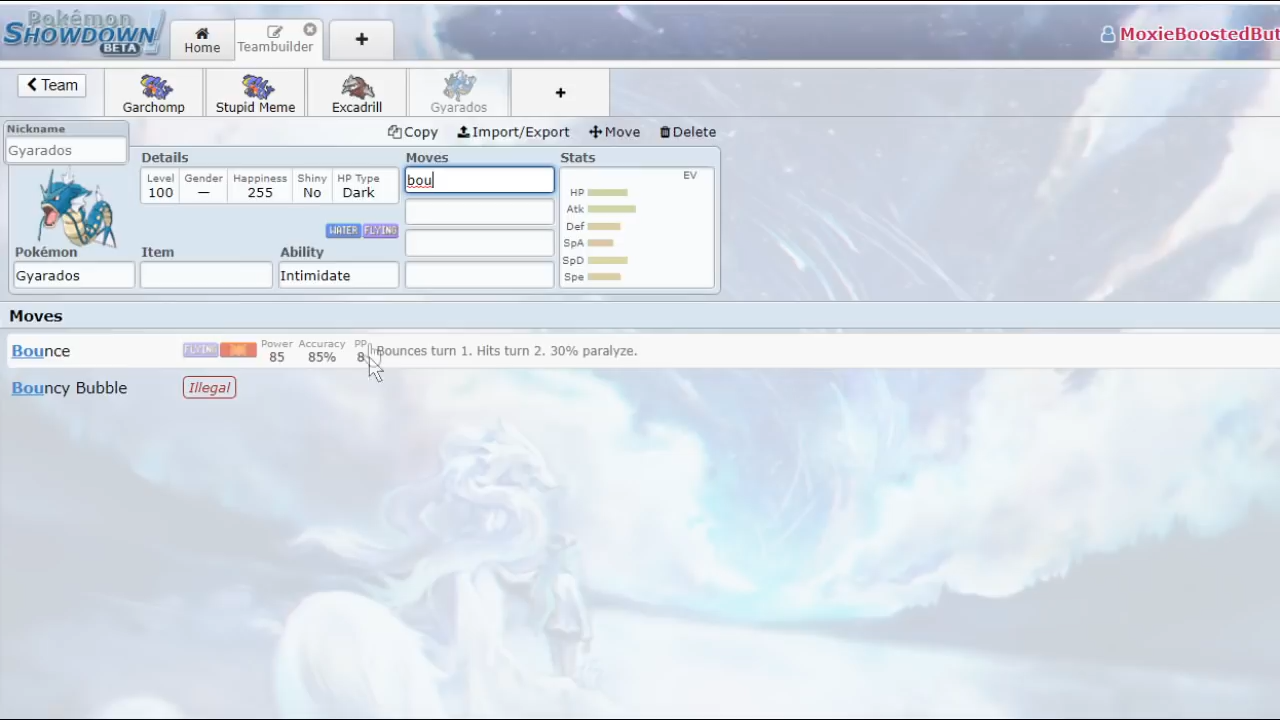 Pokémon
SHOWDOWN
BETA
Home
Teambuilder
+
MoxieBoostedBut
Team
Garchomp
Stupid Meme
Excadrill
Gyarados
+
Nickname
Gyarados
Copy
Import/Export
Move
Delete
Details
Moves
Stats
Level
Gender
Happiness
Shiny
HP Type
100
—
255
No
Dark
bou
EV
HP
Atk
Def
SpA
SpD
Spe
WATER FLYING
Pokémon
Item
Ability
Gyarados
Intimidate
Moves
Bounce
FLYING
Power
85
Accuracy
85%
PP
8
Bounces turn 1. Hits turn 2. 30% paralyze.
Bouncy Bubble
Illegal